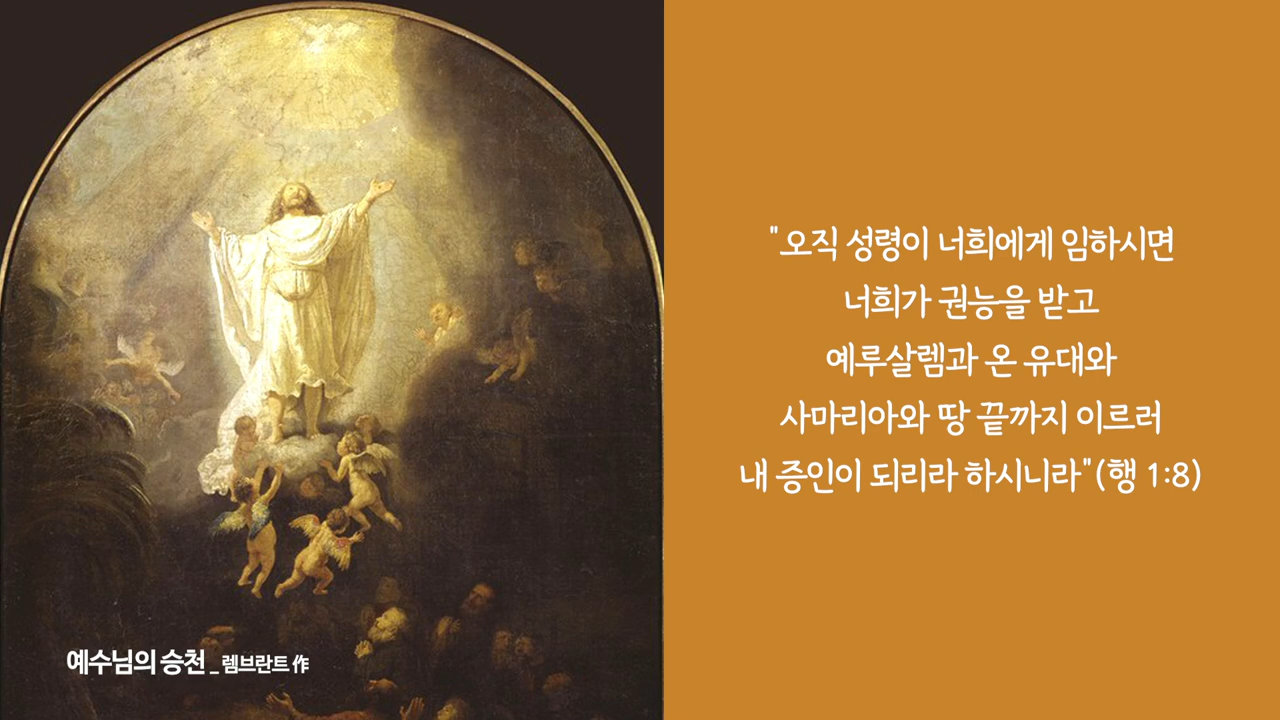 "오직 성령이 너희에게 임하시면
너희가 권능을 받고
예루살렘과 온 유대와
사마리아와 땅 끝까지 이르러
내 증인이 되리라 하시니라"(행 1:8)
예수님의 승천 _ 렘브란트 作